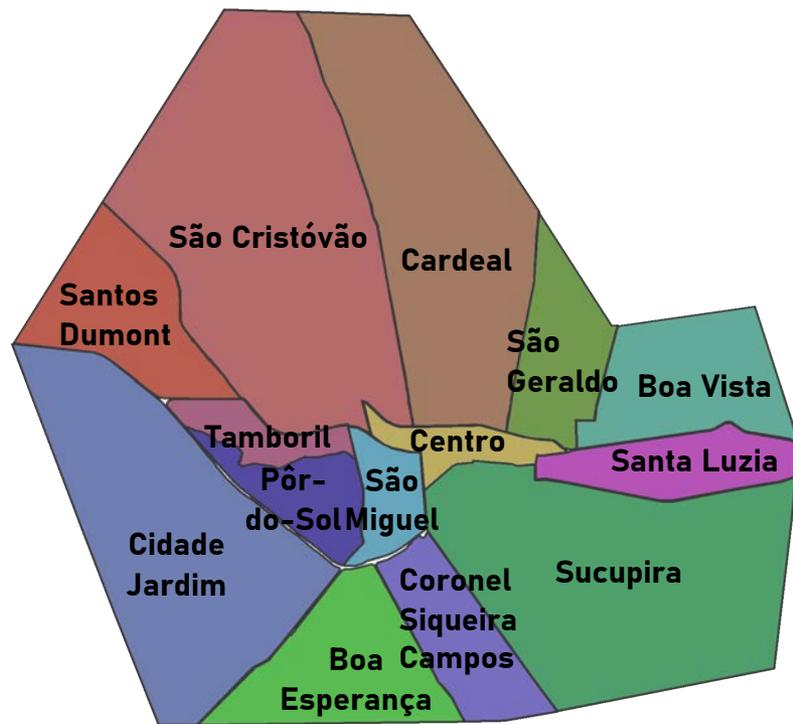 São Cristóvão
Cardeal
Santos
Dumont
São
Geraldo
Boa Vista
Tamboril
Centro
Santa Luzia
Pôr-
do-Sol
São
Miguel
Cidade
Jardim
Coronel
Siqueira
Campos
Sucupira
Boa
Esperança